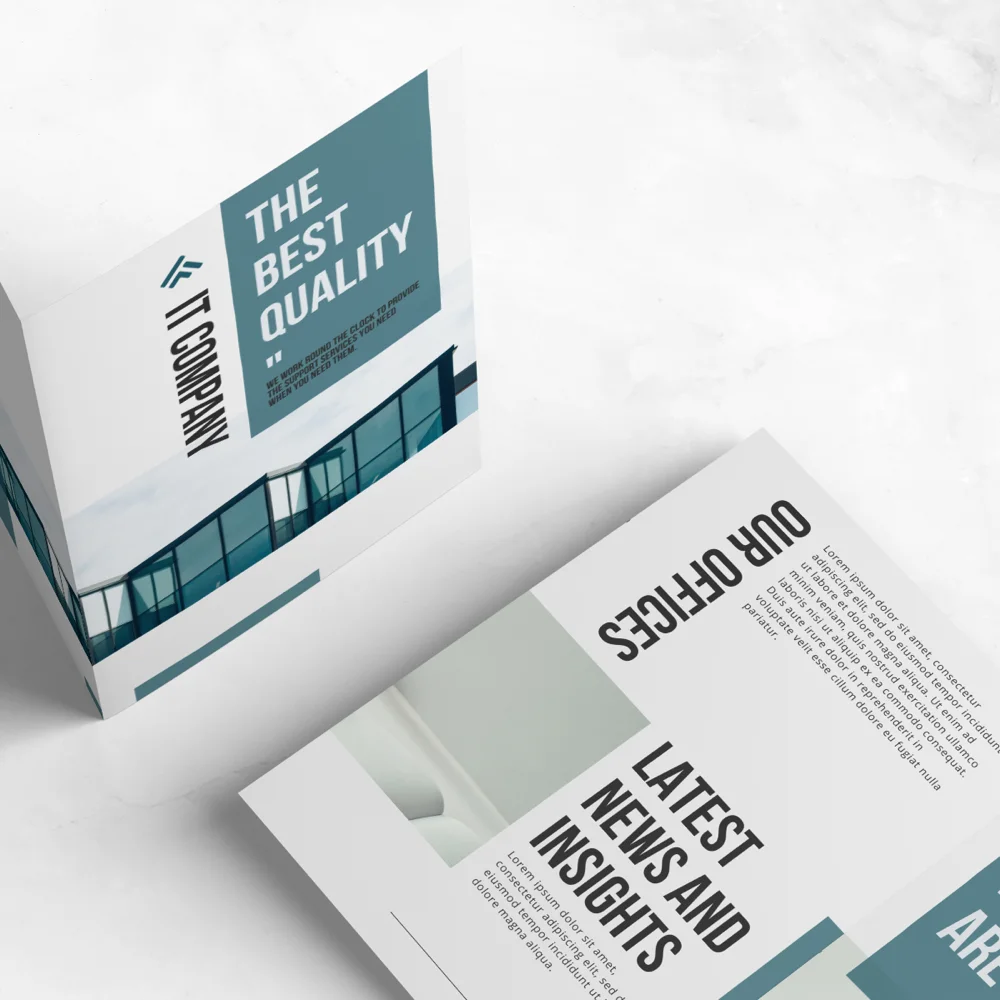 THE
BEST
QUALITY
"
WE WORK ROUND THE CLOCK TO PROVIDE
THE SUPPORT SERVICES YOU NEED
WHEN YOU NEED THEM.
IT COMPANY
OUR OFFICES
Lorem ipsum dolor sit amet, consectetur
adipiscing elit, sed do eiusmod tempor incididunt
ut labore et dolore magna aliqua. Ut enim ad
minim veniam, quis nostrud exercitation ullamco
laboris nisi ut aliquip ex ea commodo consequat.
Duis aute irure dolor in reprehenderit in
voluptate velit esse cillum dolore eu fugiat nulla
pariatur.
LATEST
NEWS AND
INSIGHTS
Lorem ipsum dolor sit amet,
consectetur adipiscing elit, sed do
eiusmod tempor incididunt ut
dolore magna aliqua.
ARE